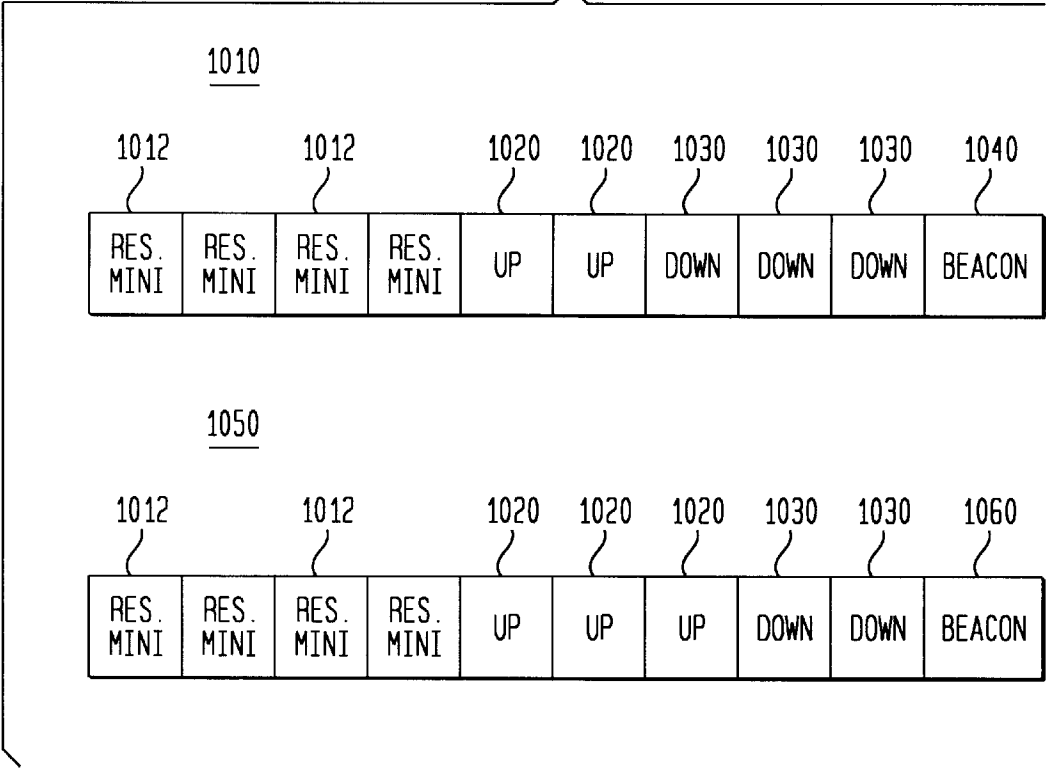 1010
1012 1012 1020 1020 1030 1030 1030 1040
RES. RES. RES. RES. UP UP DOWN DOWN DOWN BEACON
MINI MINI MINI MINI
1050
1012 1012 1020 1020 1020 1030 1030 1060
RES. RES. RES. RES. UP UP UP DOWN DOWN BEACON
MINI MINI MINI MINI